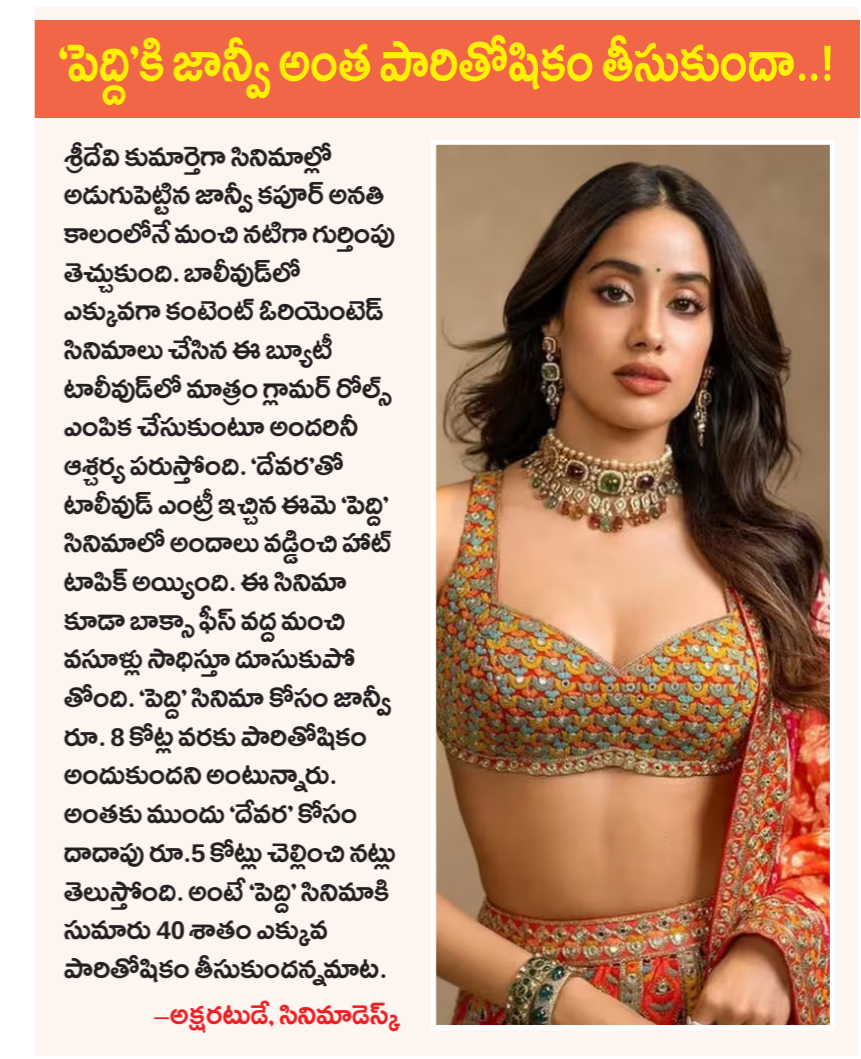 ‘పెద్ది’కి జాన్వీ అంత పారితోషికం తీసుకుందా..!
శ్రీదేవి కుమార్తెగా సినిమాల్లో
అడుగుపెట్టిన జాన్వీ కపూర్ అనతి
కాలంలోనే మంచి నటిగా గుర్తింపు
తెచ్చుకుంది. బాలీవుడ్‌లో
ఎక్కువగా కంటెంట్ ఓరియెంటెడ్
సినిమాలు చేసిన ఈ బ్యూటీ
టాలీవుడ్‌లో మాత్రం గ్లామర్ రోల్స్
ఎంపిక చేసుకుంటూ అందరినీ
ఆశ్చర్య పరుస్తోంది. ‘దేవర’తో
టాలీవుడ్ ఎంట్రీ ఇచ్చిన ఈమె ‘పెద్ది’
సినిమాలో అందాలు వడ్డించి హాట్
టాపిక్ అయ్యింది. ఈ సినిమా
కూడా బాక్సా ఫీస్ వద్ద మంచి
వసూళ్లు సాధిస్తూ దూసుకుపో
తోంది. ‘పెద్ది’ సినిమా కోసం జాన్వీ
రూ. 8 కోట్ల వరకు పారితోషికం
అందుకుందని అంటున్నారు.
అంతకు ముందు ‘దేవర’ కోసం
దాదాపు రూ.5 కోట్లు చెల్లించి నట్లు
తెలుస్తోంది. అంటే ‘పెద్ది’ సినిమాకి
సుమారు 40 శాతం ఎక్కువ
పారితోషికం తీసుకుందన్నమాట.
–అక్షరటుడే, సినిమాడెస్క్